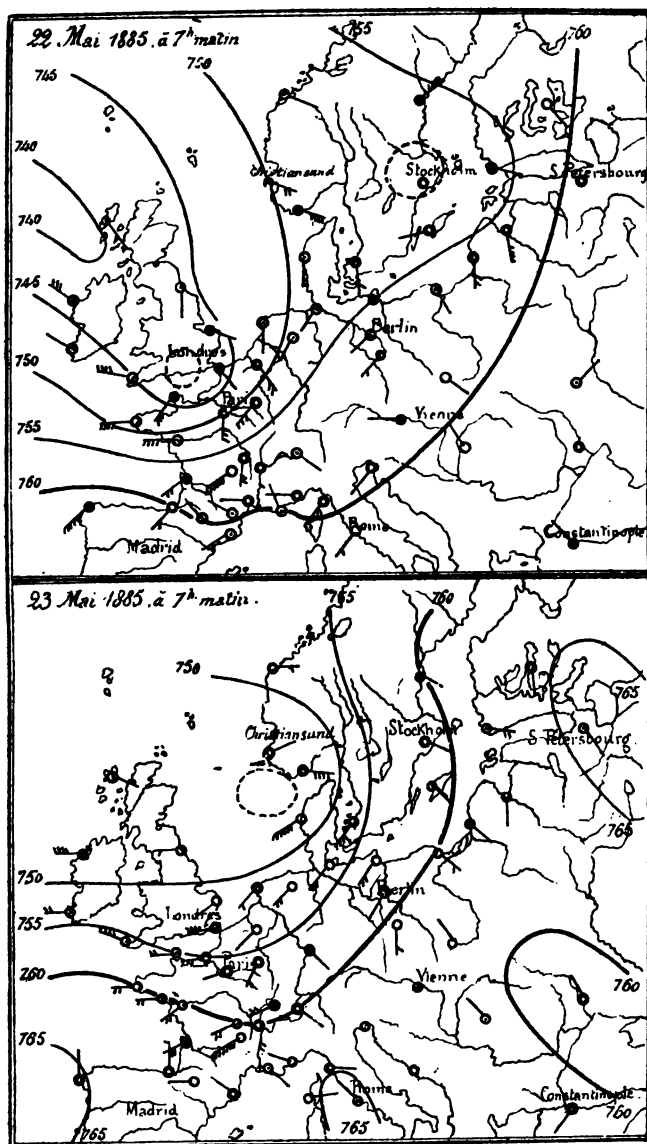 22 Mai 1885. à 7h. matin
755
760
745
750
740
Christiansund
Stockholm
S. Petersbourg
740
745
Londres
Berlin
750
Paris
755
Vienne
760
Rome
Constantinople
Madrid
23 Mai 1885. à 7h. matin.
765
760
750
765
Christiansund
Stockholm
S. Petersbourg
765
750
Berlin
Londres
755
Paris
760
Vienne
760
765
Rome
Constantinople
Madrid
765
765
760